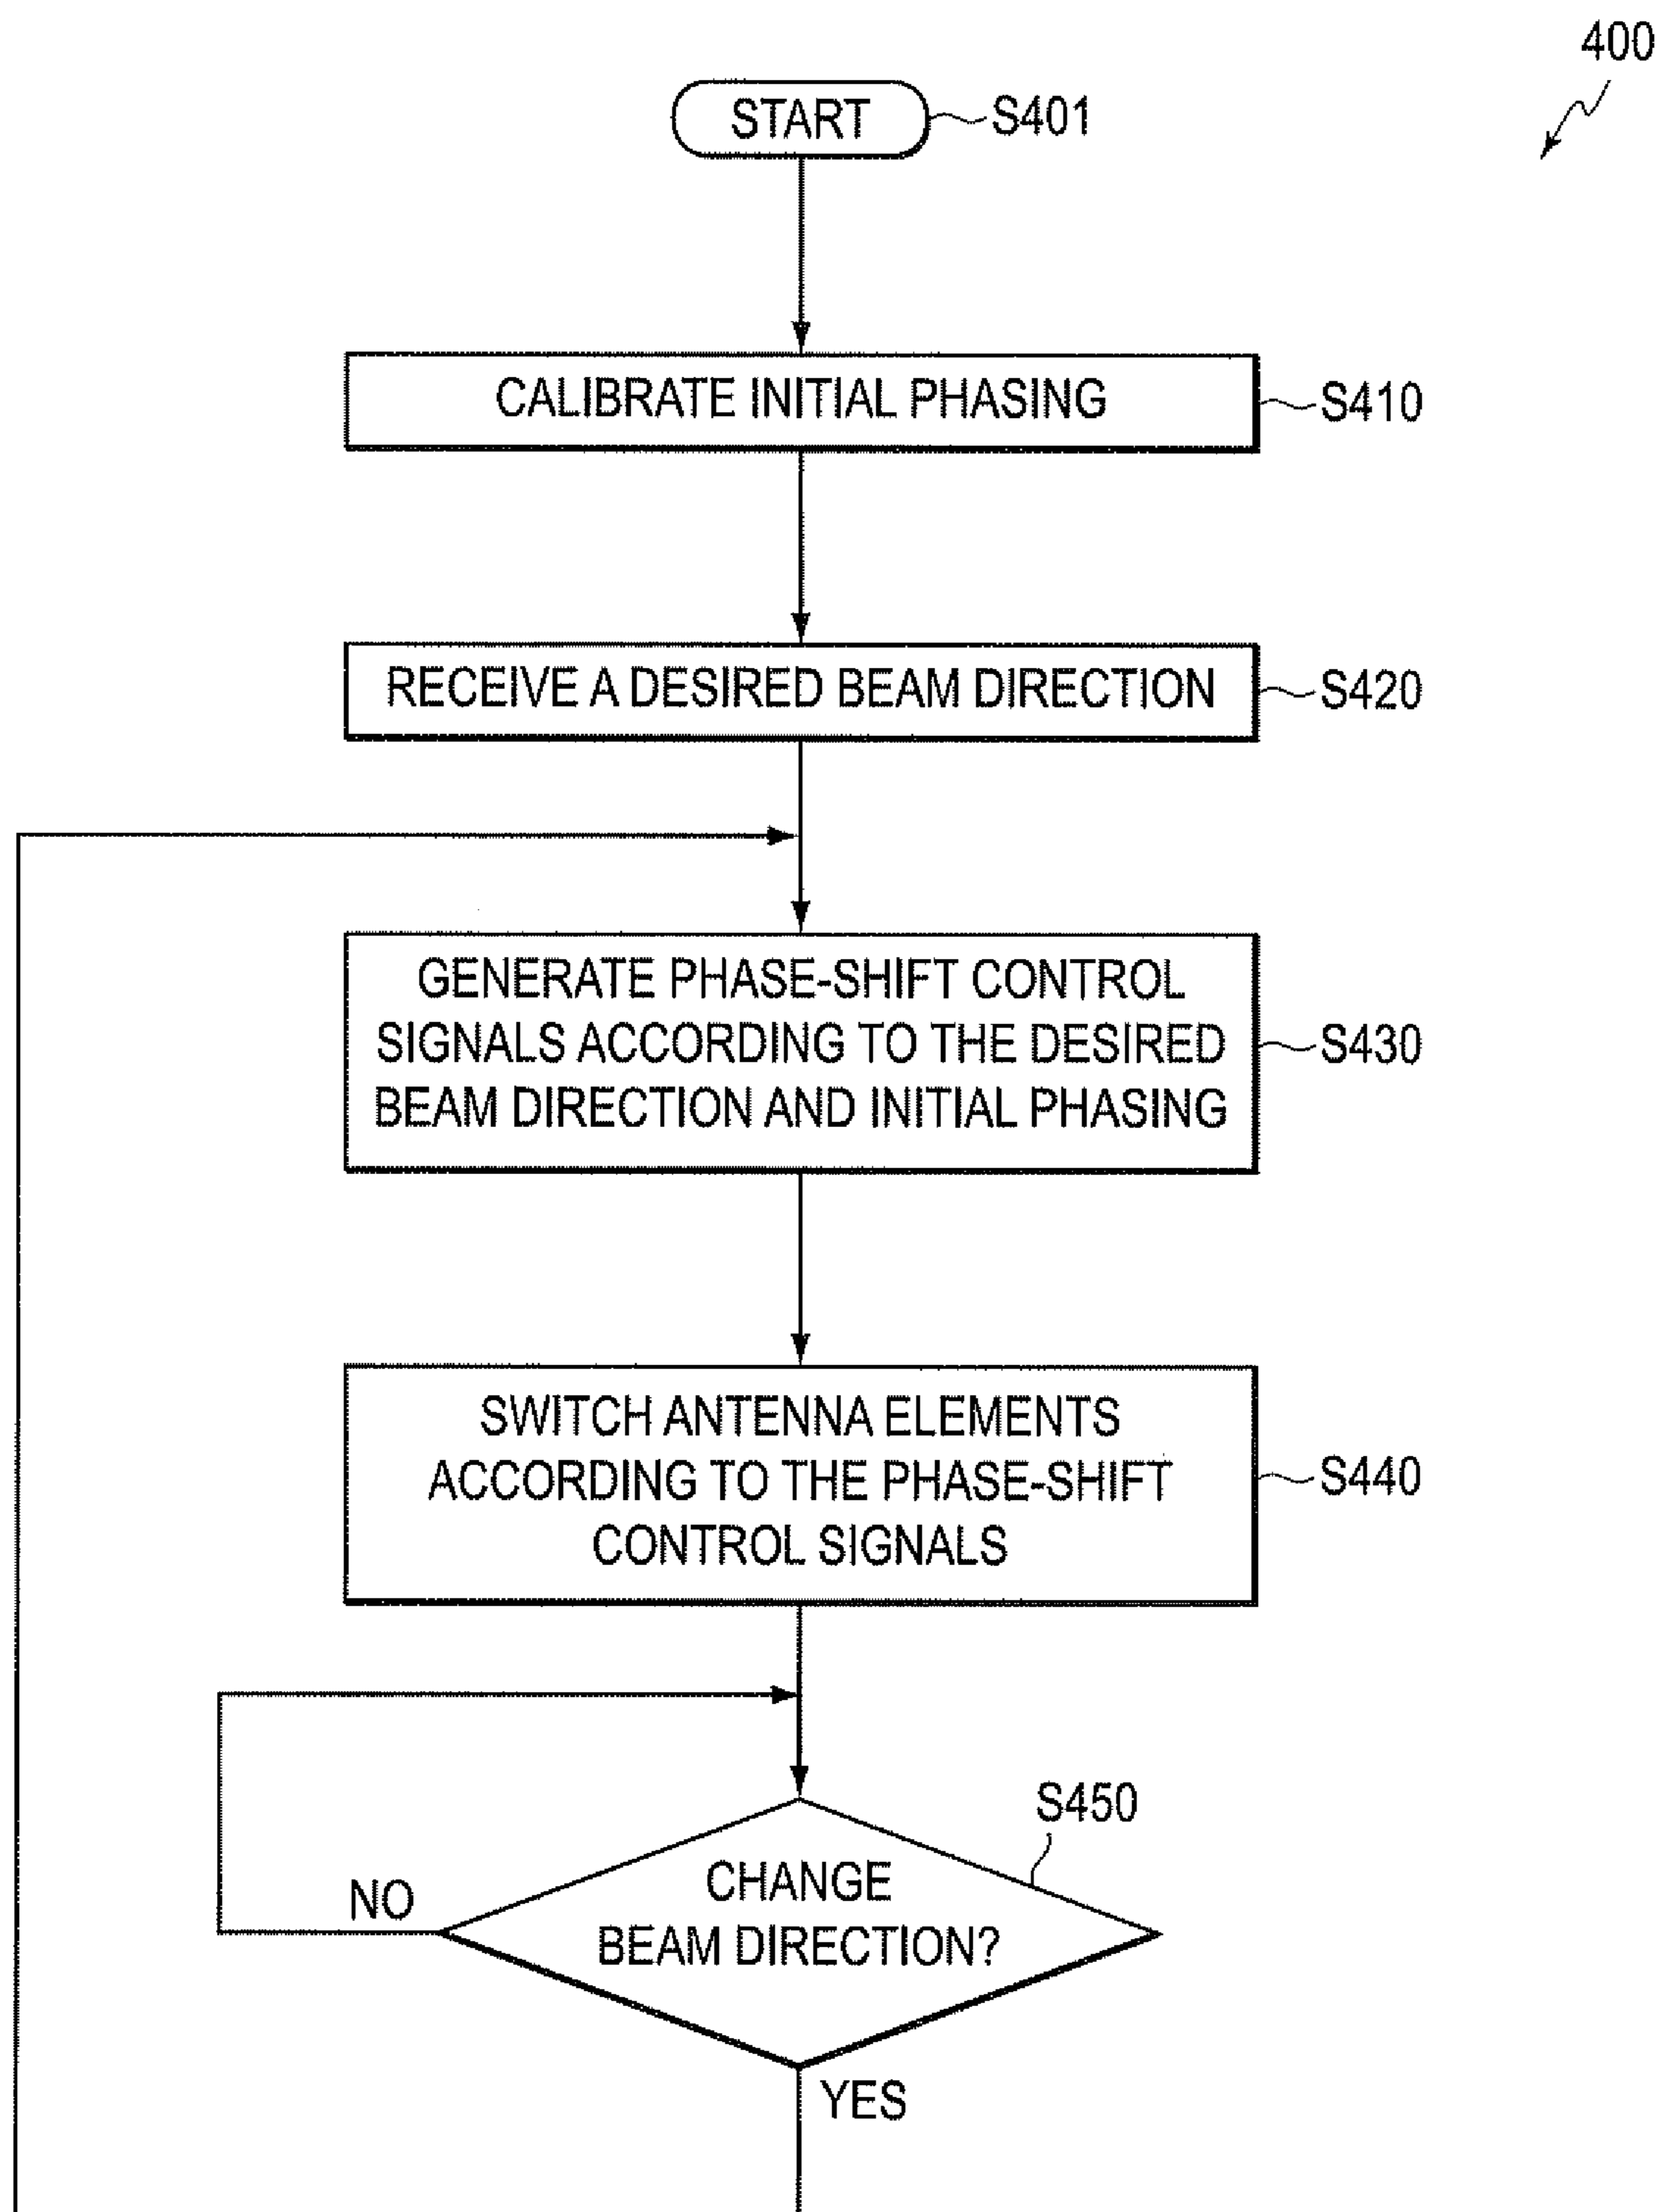 400
START
S401
CALIBRATE INITIAL PHASING
S410
RECEIVE A DESIRED BEAM DIRECTION
S420
GENERATE PHASE-SHIFT CONTROL
SIGNALS ACCORDING TO THE DESIRED
BEAM DIRECTION AND INITIAL PHASING
S430
SWITCH ANTENNA ELEMENTS
ACCORDING TO THE PHASE-SHIFT
CONTROL SIGNALS
S440
S450
CHANGE
BEAM DIRECTION?
NO
YES